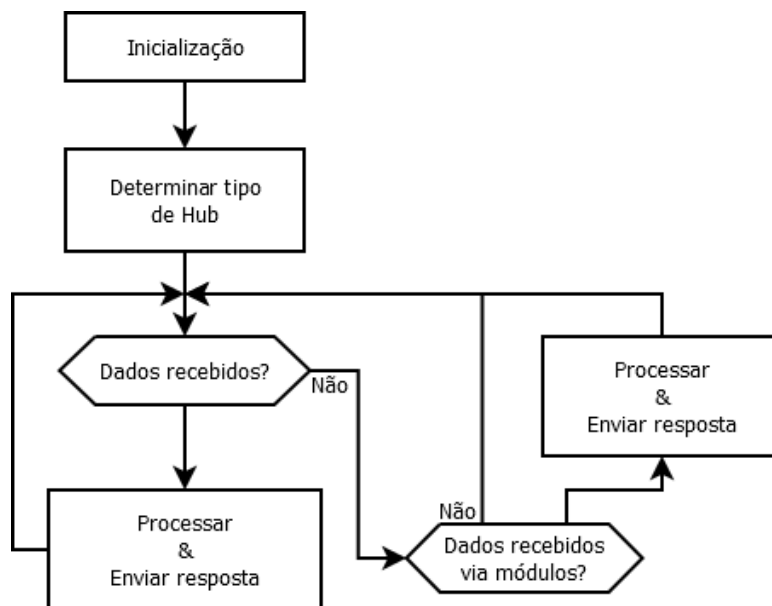 Inicialização
Determinar tipo
de Hub
Dados recebidos?
Não
Processar
&
Enviar resposta
Processar
&
Enviar resposta
Não
Dados recebidos
via módulos?